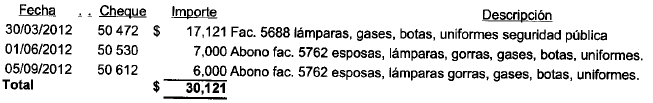 Fecha . . Cheque Importe Descripción
30/03/2012 50 472 $ 17,121 Fac. 5688 lámparas, gases, botas, uniformes seguridad pública
01/06/2012 50 530 7,000 Abono fac. 5762 esposas, lámparas, gorras, gases, botas, uniformes.
05/09/2012 50 612 6,000 Abono fac. 5762 esposas, lámparas gorras, gases, botas, uniformes.
Total $ 30,121